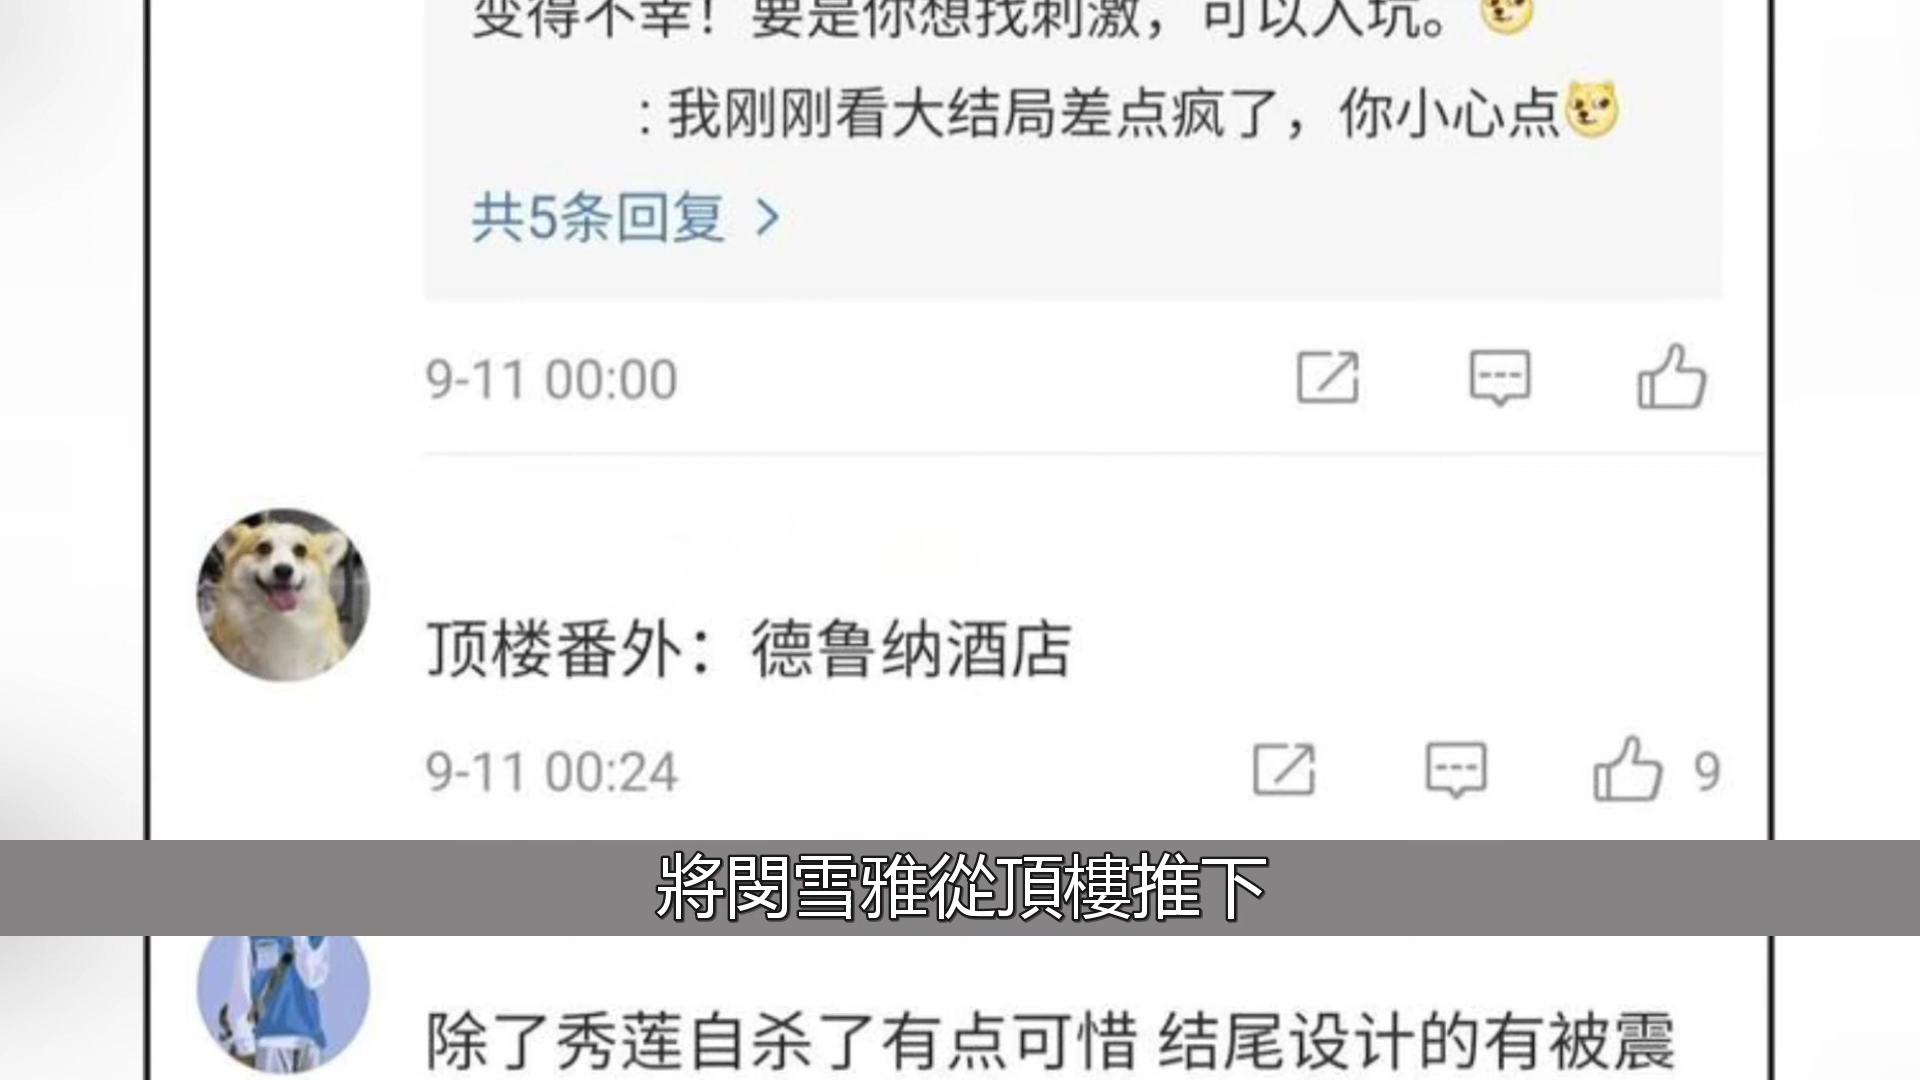 变得不幸！要是你想找刺激，可以入坑。
: 我刚刚看大结局差点疯了，你小心点
共5条回复 >
9-11 00:00
顶楼番外：德鲁纳酒店
9-11 00:24
9
將閔雪雅從頂樓推下
除了秀莲自杀了有点可惜 结尾设计的有被震